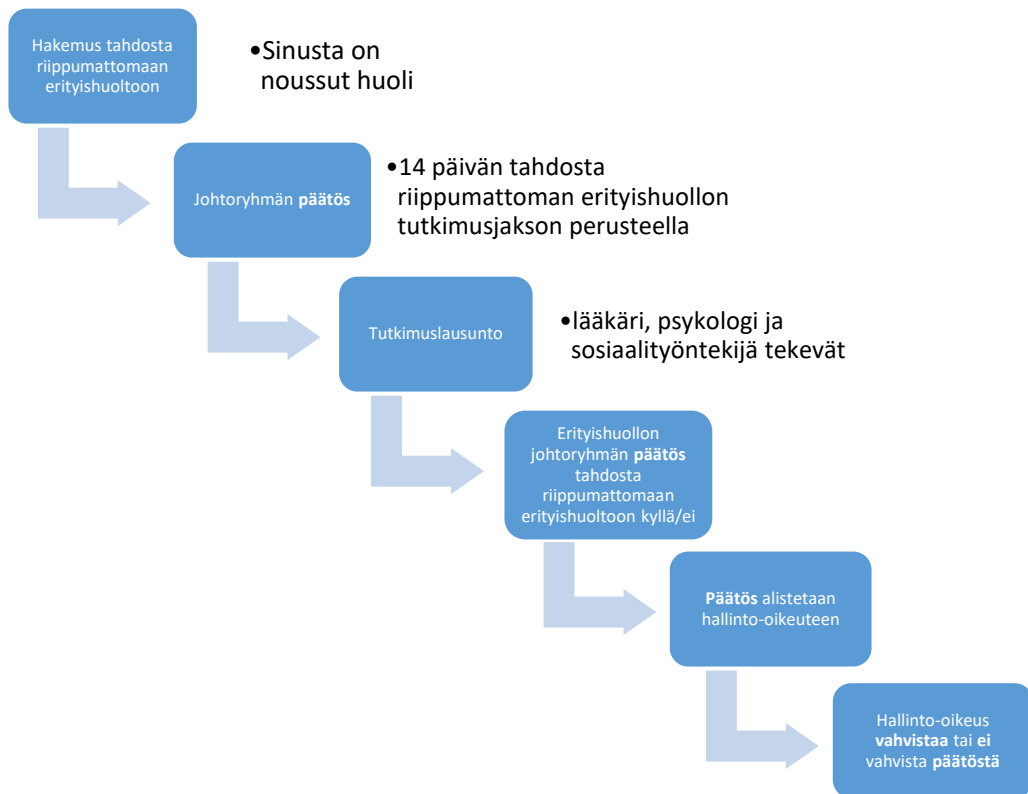 Hakemus tahdosta
riippumattomaan
erityishuoltoon
•Sinusta on
noussut huoli
Johtoryhmän päätös
•14 päivän tahdosta
riippumattoman erityishuollon
tutkimusjakson perusteella
Tutkimuslausunto
•lääkäri, psykologi ja
sosiaalityöntekijä tekevät
Erityishuollon
johtoryhmän päätös
tahdosta
riippumattomaan
erityishuoltoon kyllä/ei
Päätös alistetaan
hallinto-oikeuteen
Hallinto-oikeus
vahvistaa tai ei
vahvista päätöstä